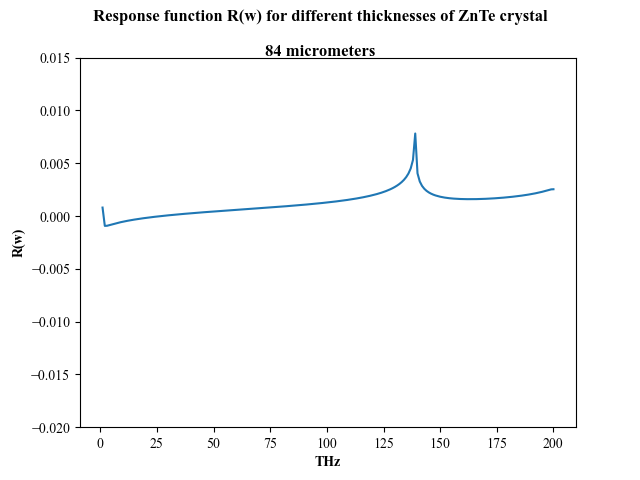 Response function R(w) for different thicknesses of ZnTe crystal
84 micrometers
0.015
0.010
0.005
0.000
−0.005
−0.010
−0.015
−0.020
R(w)
0 25 50 75 100 125 150 175 200
THz